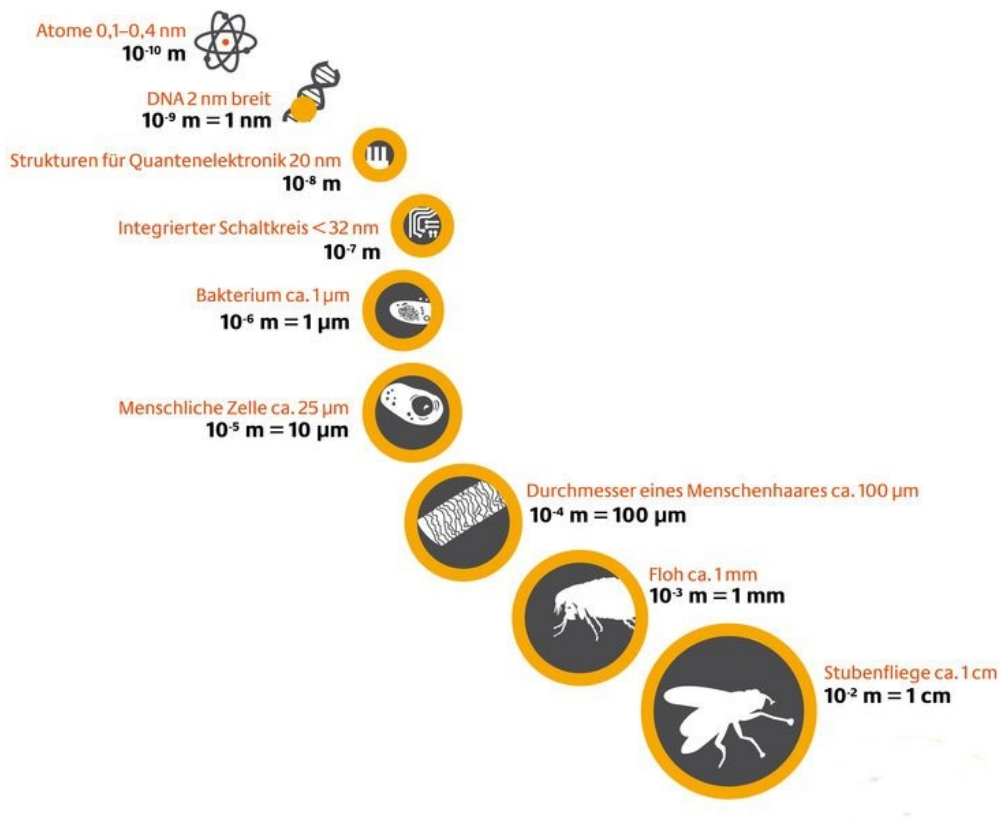 Atome 0,1–0,4 nm
10⁻¹⁰ m
DNA 2 nm breit
10⁻⁹ m = 1 nm
Strukturen für Quantenelektronik 20 nm
10⁻⁸ m
Integrierter Schaltkreis < 32 nm
10⁻⁷ m
Bakterium ca. 1 µm
10⁻⁶ m = 1 µm
Menschliche Zelle ca. 25 µm
10⁻⁵ m = 10 µm
Durchmesser eines Menschenhaares ca. 100 µm
10⁻⁴ m = 100 µm
Floh ca. 1 mm
10⁻³ m = 1 mm
Stubenfliege ca. 1 cm
10⁻² m = 1 cm